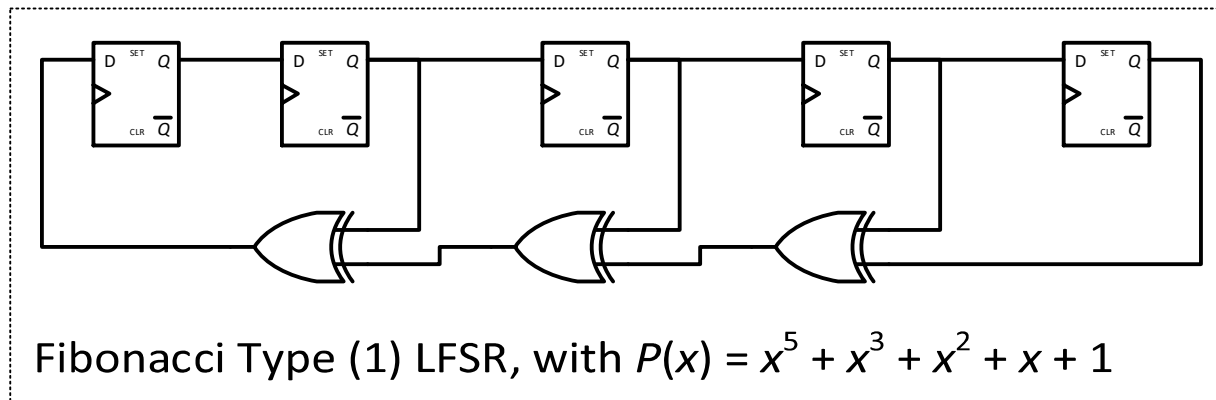 SET SET SET SET SET
D Q D Q D Q D Q D Q
CLR Q̅ CLR Q̅ CLR Q̅ CLR Q̅ CLR Q̅
Fibonacci Type (1) LFSR, with P(x) = x⁵ + x³ + x² + x + 1